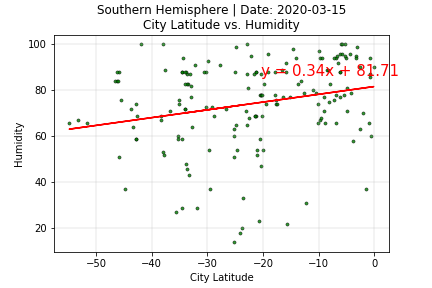 Southern Hemisphere | Date: 2020-03-15
City Latitude vs. Humidity
100
y = 0.34x + 81.71
80
60
40
20
Humidity
−50
−40
−30
−20
−10
0
City Latitude